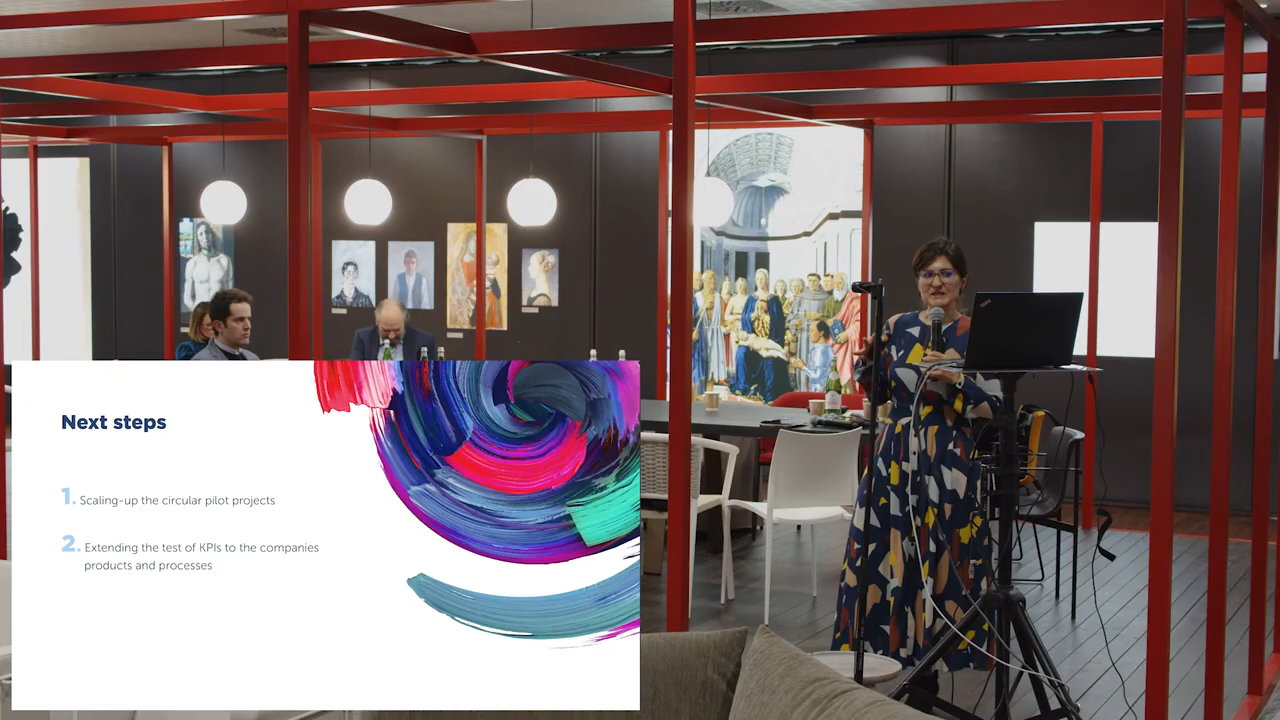 Next steps
1. Scaling-up the circular pilot projects
2. Extending the test of KPIs to the companies
products and processes